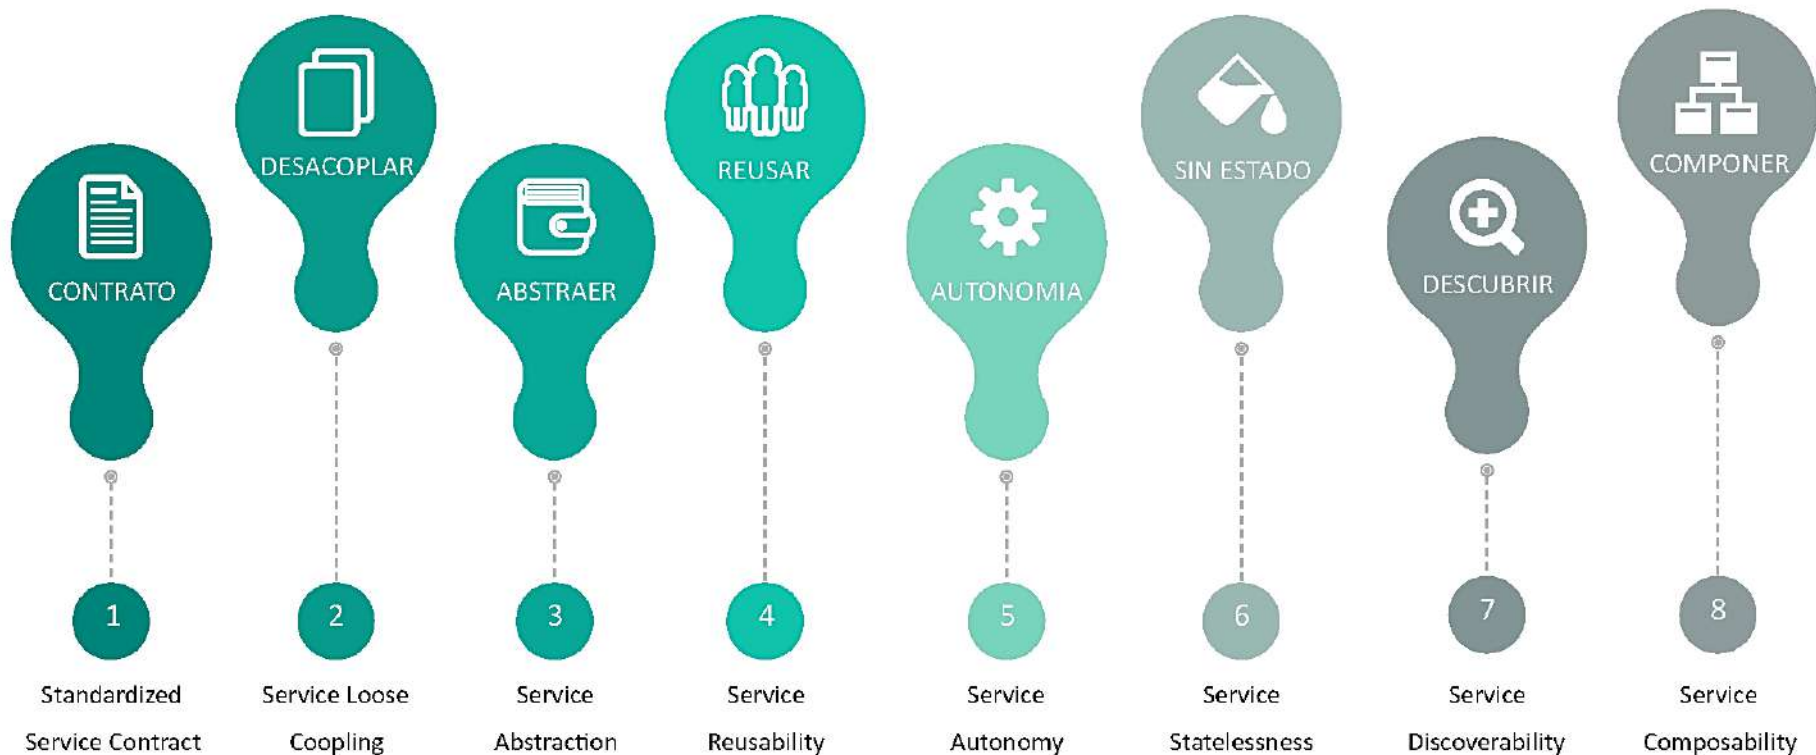 CONTRATO
DESACOPLAR
ABSTRAER
REUSAR
AUTONOMIA
SIN ESTADO
DESCUBRIR
COMPONER
1
2
3
4
5
6
7
8
Standardized
Service Contract
Service Loose
Coopling
Service
Abstraction
Service
Reusability
Service
Autonomy
Service
Statelessness
Service
Discoverability
Service
Composability